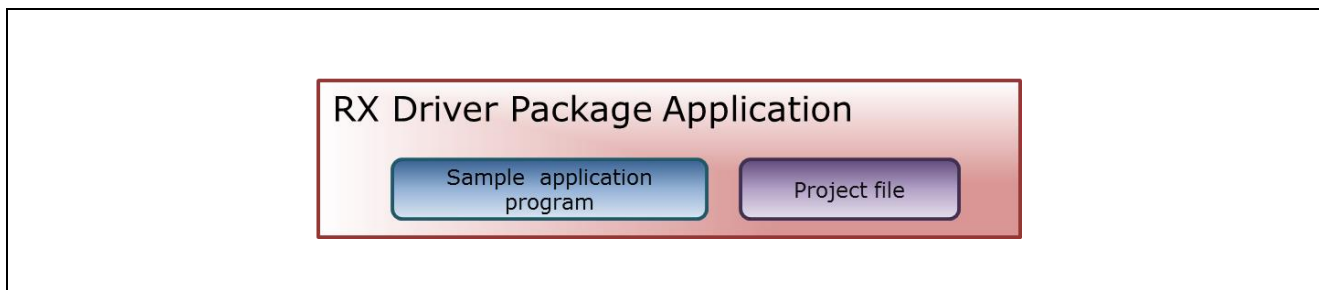 RX Driver Package Application
Sample application
program
Project file